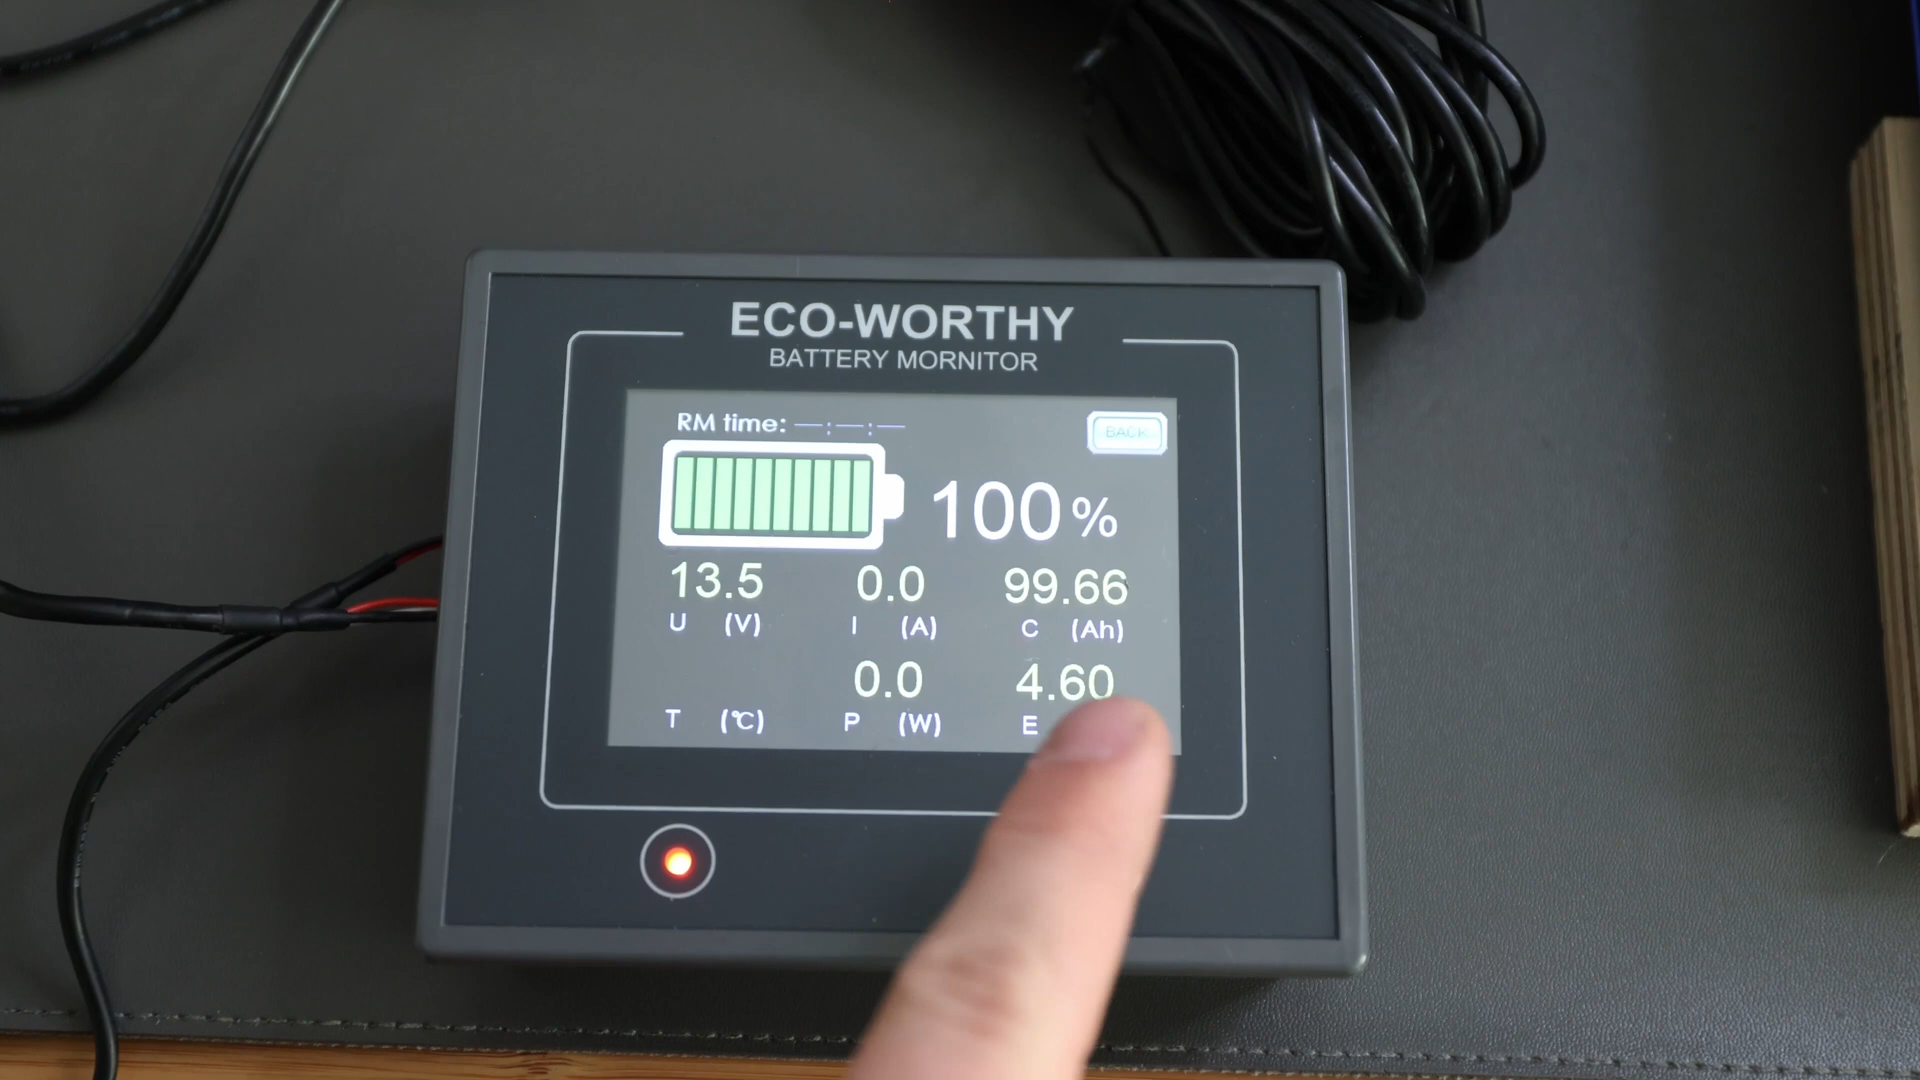 ECO-WORTHY
BATTERY MORNITOR
RM time: --:--:--
BACK
100%
13.5 0.0 99.66
U (V) I (A) C (Ah)
0.0 4.60
T (℃) P (W) E